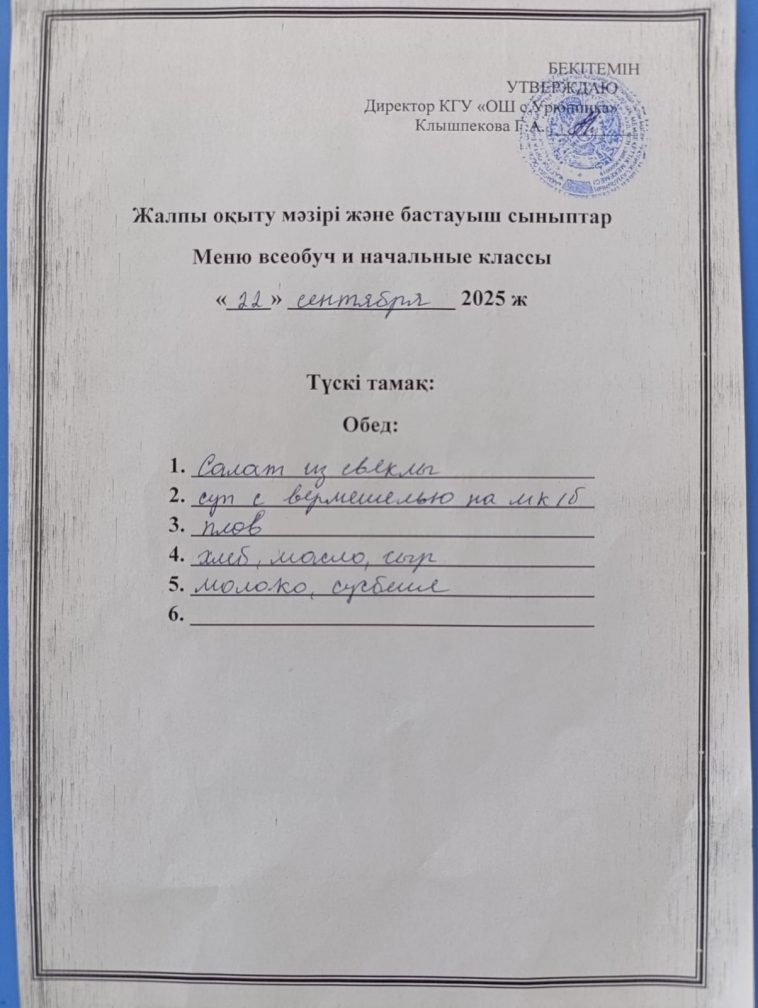 БЕКІТЕМІН
УТВЕРЖДАЮ
Директор КГУ «ОШ с.Урюпинка»
Клышпекова Г.А.
Жалпы оқыту мәзірі және бастауыш сыныптар
Меню всеобуч и начальные классы
« 22 » сентября 2025 ж
Түскі тамақ:
Обед:
1. Салат из свеклы
2. суп с вермешелью на мк/б
3. плов
4. хлеб, масло, сыр
5. молоко,
6.